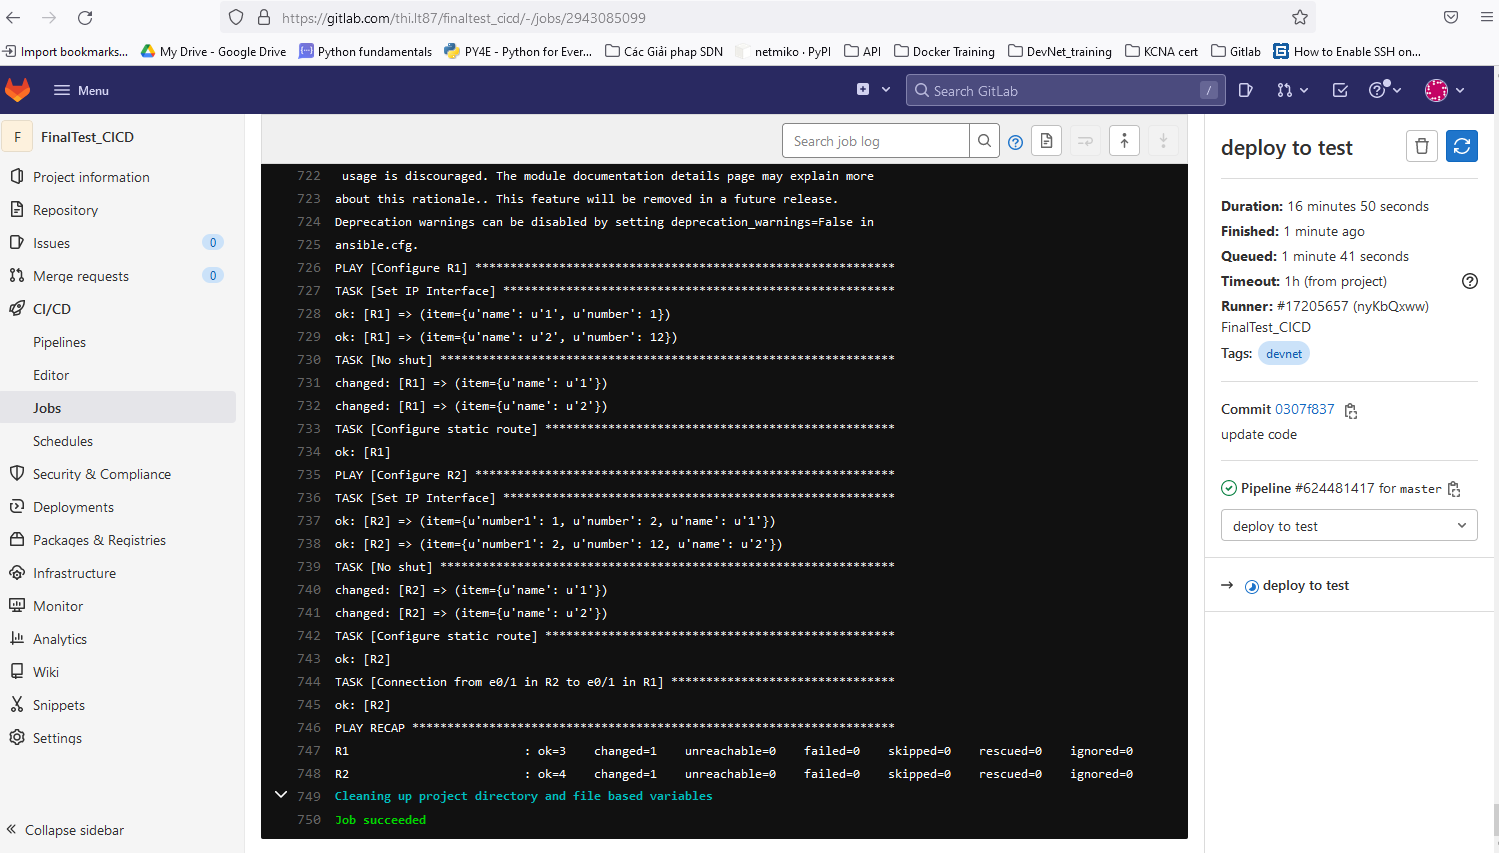 https://gitlab.com/thi.lt87/finaltest_cicd/-/jobs/2943085099
Import bookmarks...
My Drive - Google Drive
Python fundamentals
PY4E - Python for Ever...
Các Giải phap SDN
netmiko · PyPI
API
Docker Training
DevNet_training
KCNA cert
Gitlab
How to Enable SSH on...
Menu
Search GitLab
/
F
FinalTest_CICD
Project information
Repository
Issues 0
Merge requests 0
CI/CD
Pipelines
Editor
Jobs
Schedules
Security & Compliance
Deployments
Packages & Registries
Infrastructure
Monitor
Analytics
Wiki
Snippets
Settings
Collapse sidebar
Search job log
722 usage is discouraged. The module documentation details page may explain more
723 about this rationale.. This feature will be removed in a future release.
724 Deprecation warnings can be disabled by setting deprecation_warnings=False in
725 ansible.cfg.
726 PLAY [Configure R1] ************************************************************
727 TASK [Set IP Interface] ********************************************************
728 ok: [R1] => (item={u'name': u'1', u'number': 1})
729 ok: [R1] => (item={u'name': u'2', u'number': 12})
730 TASK [No shut] *****************************************************************
731 changed: [R1] => (item={u'name': u'1'})
732 changed: [R1] => (item={u'name': u'2'})
733 TASK [Configure static route] **************************************************
734 ok: [R1]
735 PLAY [Configure R2] ************************************************************
736 TASK [Set IP Interface] ********************************************************
737 ok: [R2] => (item={u'number1': 1, u'number': 2, u'name': u'1'})
738 ok: [R2] => (item={u'number1': 2, u'number': 12, u'name': u'2'})
739 TASK [No shut] *****************************************************************
740 changed: [R2] => (item={u'name': u'1'})
741 changed: [R2] => (item={u'name': u'2'})
742 TASK [Configure static route] **************************************************
743 ok: [R2]
744 TASK [Connection from e0/1 in R2 to e0/1 in R1] ********************************
745 ok: [R2]
746 PLAY RECAP *********************************************************************
747 R1 : ok=3 changed=1 unreachable=0 failed=0 skipped=0 rescued=0 ignored=0
748 R2 : ok=4 changed=1 unreachable=0 failed=0 skipped=0 rescued=0 ignored=0
749 Cleaning up project directory and file based variables
750 Job succeeded
deploy to test
Duration: 16 minutes 50 seconds
Finished: 1 minute ago
Queued: 1 minute 41 seconds
Timeout: 1h (from project)
Runner: #17205657 (nyKbQxww)
FinalTest_CICD
Tags: devnet
Commit 0307f837
update code
Pipeline #624481417 for master
deploy to test
→ deploy to test